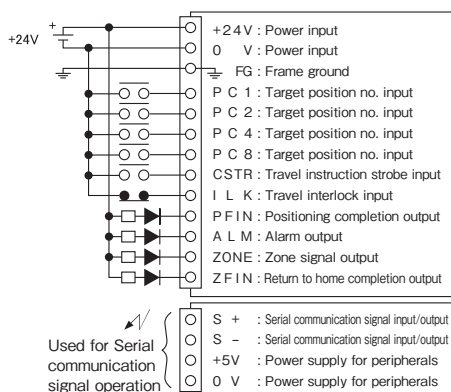 +
+24V
+24V : Power input
0 V : Power input
FG : Frame ground
PC1 : Target position no. input
PC2 : Target position no. input
PC4 : Target position no. input
PC8 : Target position no. input
CSTR : Travel instruction strobe input
ILK : Travel interlock input
PFIN : Positioning completion output
ALM : Alarm output
ZONE : Zone signal output
ZFIN : Return to home completion output
S + : Serial communication signal input/output
S - : Serial communication signal input/output
+5V : Power supply for peripherals
0 V : Power supply for peripherals
Used for Serial
communication
signal operation